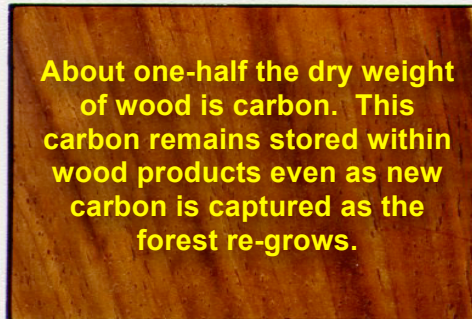 About one-half the dry weight
of wood is carbon.  This
carbon remains stored within
wood products even as new
carbon is captured as the
forest re-grows.